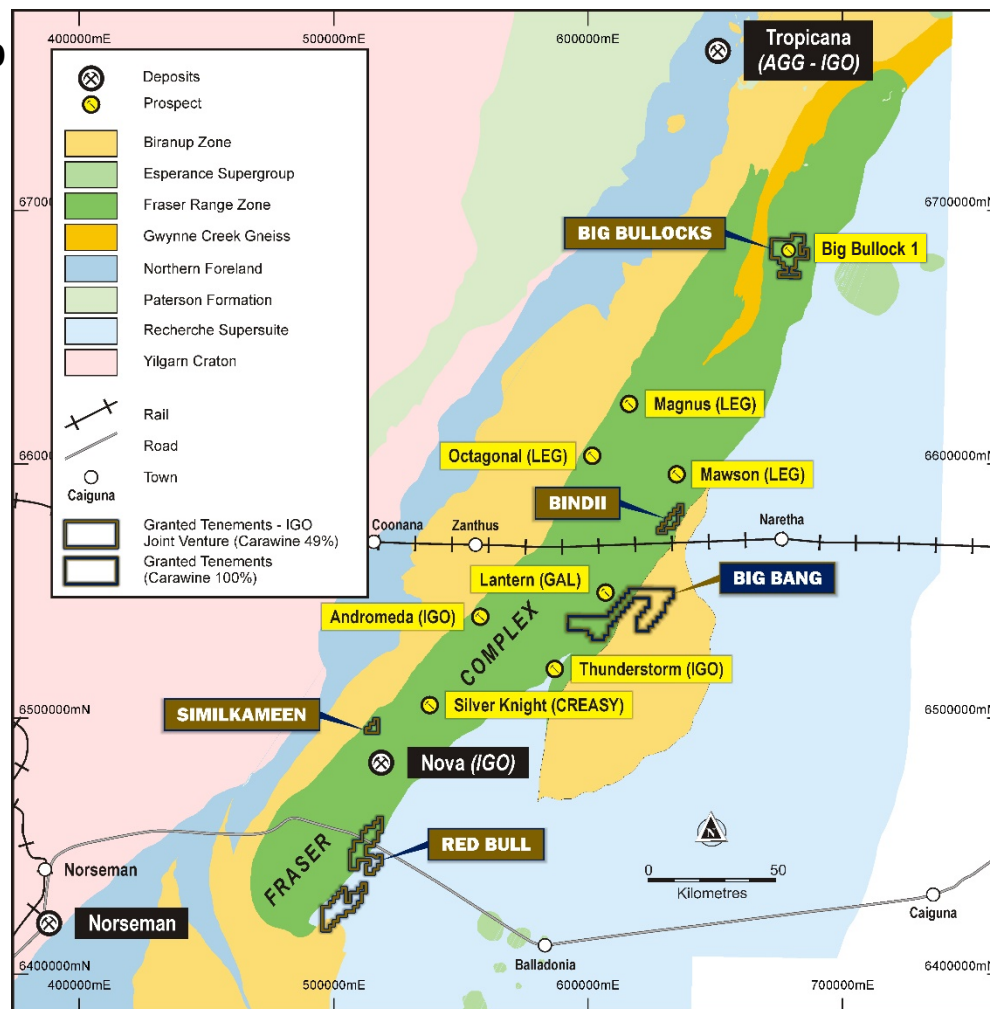 400000mE
500000mE
600000mE
Tropicana
(AGG - IGO)
Deposits
Prospect
Biranup Zone
Esperance Supergroup
Fraser Range Zone
Gwynne Creek Gneiss
Northern Foreland
Paterson Formation
Recherche Supersuite
Yilgarn Craton
Rail
Road
Town
Caiguna
Granted Tenements - IGO
Joint Venture (Carawine 49%)
Granted Tenements
(Carawine 100%)
6700000mN
6700000mN
BIG BULLOCKS
Big Bullock 1
Magnus (LEG)
Octagonal (LEG)
6600000mN
6600000mN
Mawson (LEG)
BINDII
Coonana
Zanthus
Naretha
Lantern (GAL)
BIG BANG
Andromeda (IGO)
COMPLEX
Thunderstorm (IGO)
Silver Knight (CREASY)
SIMILKAMEEN
6500000mN
6500000mN
Nova (IGO)
N
FRASER
RED BULL
0
50
Kilometres
Norseman
Norseman
Caiguna
Balladonia
6400000mN
6400000mN
400000mE
500000mE
600000mE
700000mE